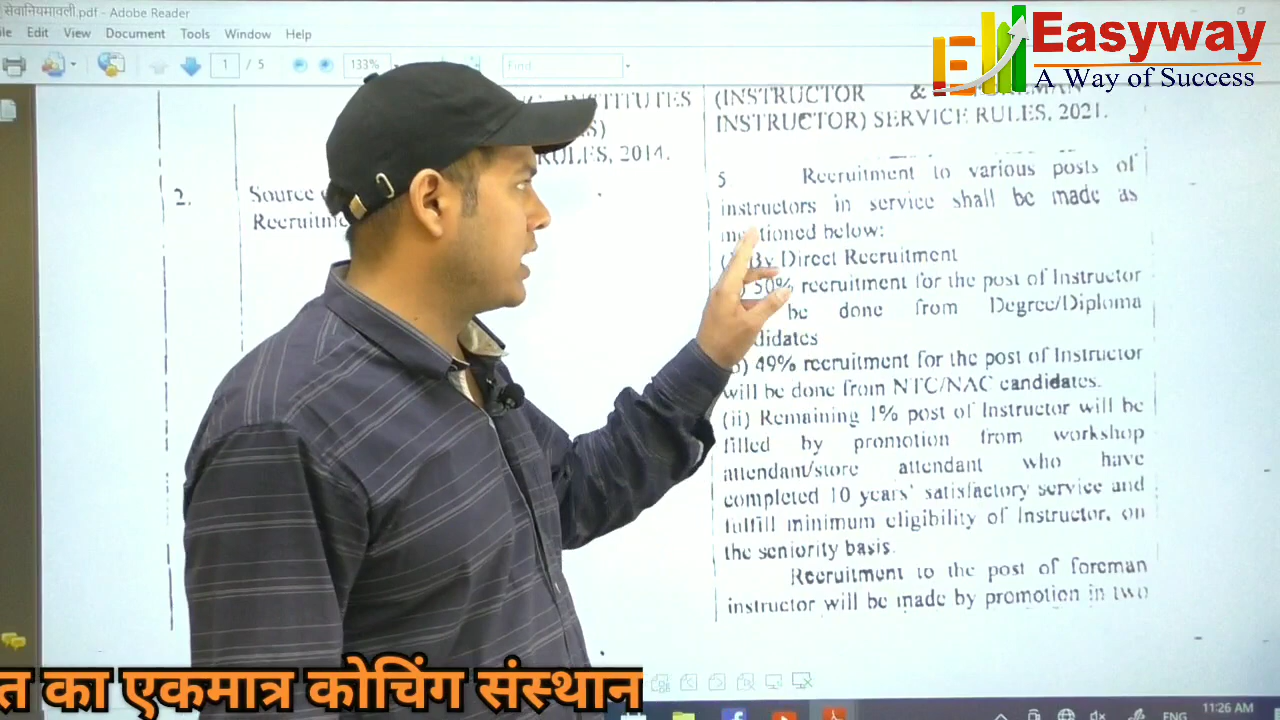 सेवानियमावली.pdf - Adobe Reader
Edit View Document Tools Window Help
1 / 5 133% Find
Easyway
A Way of Success
INSTITUTES
RULES, 2014.
(INSTRUCTOR &
INSTRUCTOR) SERVICE RULES, 2021.
2.
Source
5 Recruitment to various posts of
instructors in service shall be made as
mentioned below:
By Direct Recruitment
50% recruitment for the post of Instructor
be done from Degree/Diploma
49% recruitment for the post of Instructor
will be done from NTC/NAC candidates.
(ii) Remaining 1% post of Instructor will be
filled by promotion from workshop
attendant/store attendant who have
completed 10 years' satisfactory service and
fulfill minimum eligibility of Instructor, on
the seniority basis.
Recruitment to the post of foreman
instructor will be made by promotion in two
त का एकमात्र कोचिंग संस्थान
ENG 11:26 AM